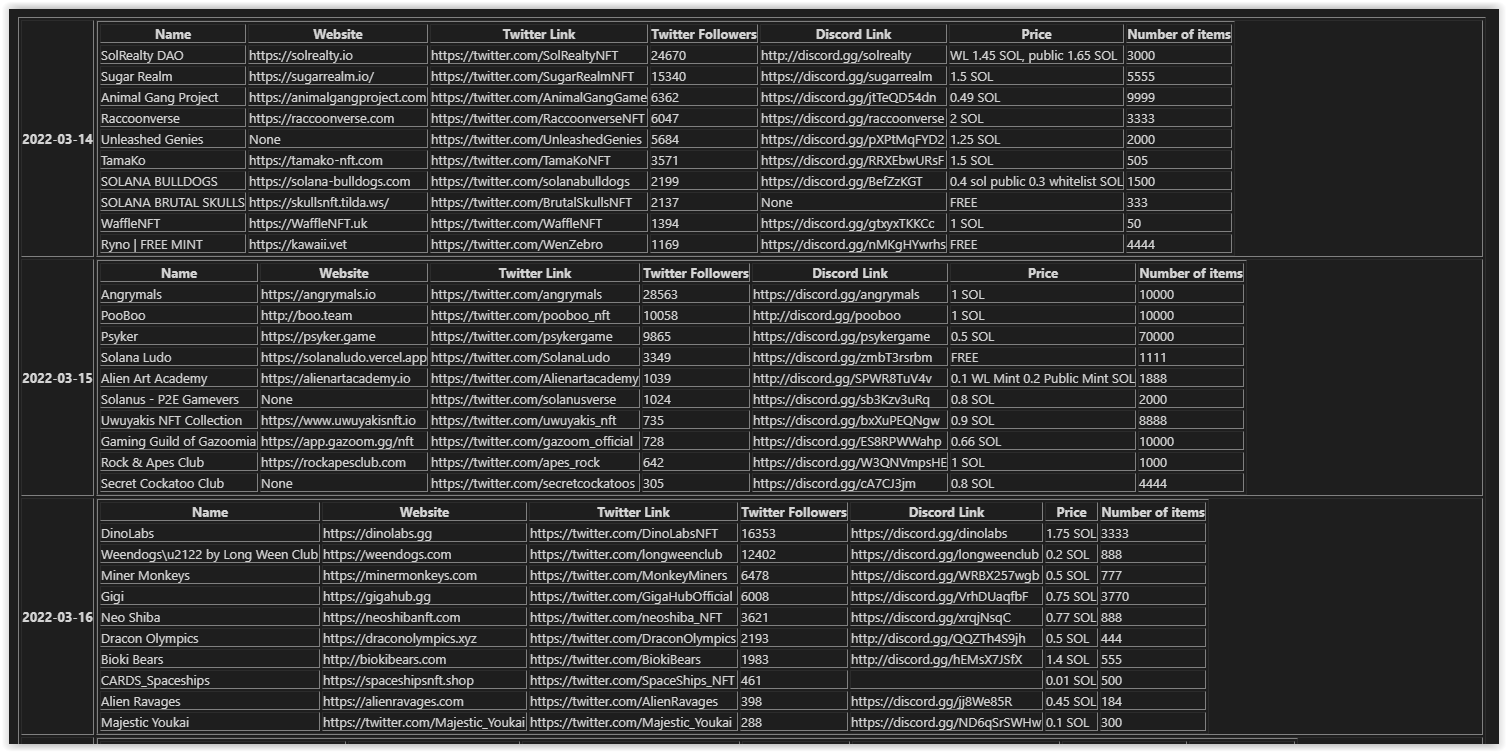 Name Website Twitter Link Twitter Followers Discord Link Price Number of items
SolRealty DAO https://solrealty.io https://twitter.com/SolRealtyNFT 24670 http://discord.gg/solrealty WL 1.45 SOL, public 1.65 SOL 3000
Sugar Realm https://sugarrealm.io/ https://twitter.com/SugarRealmNFT 15340 https://discord.gg/sugarrealm 1.5 SOL 5555
Animal Gang Project https://animalgangproject.com https://twitter.com/AnimalGangGame 6362 https://discord.gg/jtTeQD54dn 0.49 SOL 9999
Raccoonverse https://raccoonverse.com https://twitter.com/RaccoonverseNFT 6047 https://discord.gg/raccoonverse 2 SOL 3333
2022-03-14 Unleashed Genies None https://twitter.com/UnleashedGenies 5684 https://discord.gg/pXPtMqFYD2 1.25 SOL 2000
TamaKo https://tamako-nft.com https://twitter.com/TamaKoNFT 3571 https://discord.gg/RRXEbwURsF 1.5 SOL 505
SOLANA BULLDOGS https://solana-bulldogs.com https://twitter.com/solanabulldogs 2199 https://discord.gg/BefZzKGT 0.4 sol public 0.3 whitelist SOL 1500
SOLANA BRUTAL SKULLS https://skullsnft.tilda.ws/ https://twitter.com/BrutalSkullsNFT 2137 None FREE 333
WaffleNFT https://WaffleNFT.uk https://twitter.com/WaffleNFT 1394 https://discord.gg/gtxyxTKKCc 1 SOL 50
Ryno | FREE MINT https://kawaii.vet https://twitter.com/WenZebro 1169 https://discord.gg/nMKgHYwrhs FREE 4444
Name Website Twitter Link Twitter Followers Discord Link Price Number of items
Angrymals https://angrymals.io https://twitter.com/angrymals 28563 https://discord.gg/angrymals 1 SOL 10000
PooBoo http://boo.team https://twitter.com/pooboo_nft 10058 http://discord.gg/pooboo 1 SOL 10000
Psyker https://psyker.game https://twitter.com/psykergame 9865 https://discord.gg/psykergame 0.5 SOL 70000
Solana Ludo https://solanaludo.vercel.app https://twitter.com/SolanaLudo 3349 https://discord.gg/zmbT3rsrbm FREE 1111
2022-03-15 Alien Art Academy https://alienartacademy.io https://twitter.com/Alienartacademy 1039 http://discord.gg/SPWR8TuV4v 0.1 WL Mint 0.2 Public Mint SOL 1888
Solanus - P2E Gamevers None https://twitter.com/solanusverse 1024 https://discord.gg/sb3Kzv3uRq 0.8 SOL 2000
Uwuyakis NFT Collection https://www.uwuyakisnft.io https://twitter.com/uwuyakis_nft 735 https://discord.gg/bxXuPEQNgw 0.9 SOL 8888
Gaming Guild of Gazoomia https://app.gazoom.gg/nft https://twitter.com/gazoom_official 728 https://discord.gg/ES8RPWWahp 0.66 SOL 10000
Rock & Apes Club https://rockapesclub.com https://twitter.com/apes_rock 642 https://discord.gg/W3QNVmpsHE 1 SOL 1000
Secret Cockatoo Club None https://twitter.com/secretcockatoos 305 https://discord.gg/cA7CJ3jm 0.8 SOL 4444
Name Website Twitter Link Twitter Followers Discord Link Price Number of items
DinoLabs https://dinolabs.gg https://twitter.com/DinoLabsNFT 16353 https://discord.gg/dinolabs 1.75 SOL 3333
Weendogs\u2122 by Long Ween Club https://weendogs.com https://twitter.com/longweenclub 12402 https://discord.gg/longweenclub 0.2 SOL 888
Miner Monkeys https://minermonkeys.com https://twitter.com/MonkeyMiners 6478 https://discord.gg/WRBX257wgb 0.5 SOL 777
Gigi https://gigahub.gg https://twitter.com/GigaHubOfficial 6008 https://discord.gg/VrhDUaqfbF 0.75 SOL 3770
2022-03-16 Neo Shiba https://neoshibanft.com https://twitter.com/neoshiba_NFT 3621 https://discord.gg/xrqjNsqC 0.77 SOL 888
Dracon Olympics https://draconolympics.xyz https://twitter.com/DraconOlympics 2193 http://discord.gg/QQZTh4S9jh 0.5 SOL 444
Bioki Bears http://biokibears.com https://twitter.com/BiokiBears 1983 http://discord.gg/hEMsX7JSfX 1.4 SOL 555
CARDS_Spaceships https://spaceshipsnft.shop https://twitter.com/SpaceShips_NFT 461 0.01 SOL 500
Alien Ravages https://alienravages.com https://twitter.com/AlienRavages 398 https://discord.gg/jj8We85R 0.45 SOL 184
Majestic Youkai https://twitter.com/Majestic_Youkai https://twitter.com/Majestic_Youkai 288 https://discord.gg/ND6qSrSWHw 0.1 SOL 300